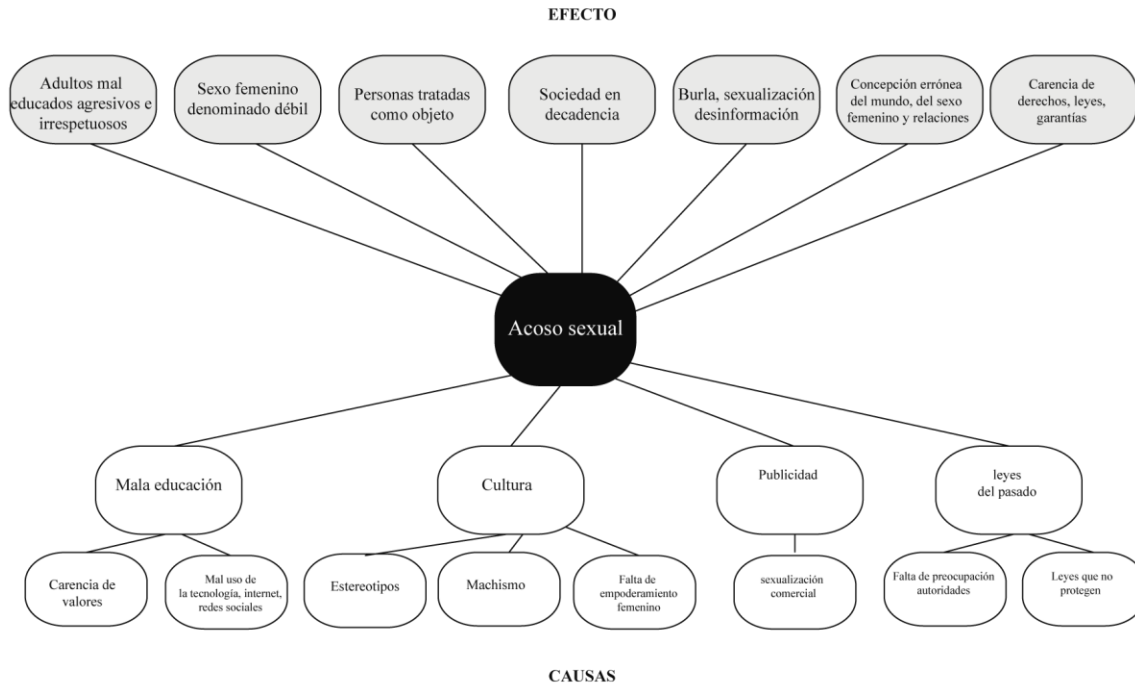 EFECTO
Adultos mal
educados agresivos e
irrespetuosos
Sexo femenino
denominado débil
Personas tratadas
como objeto
Sociedad en
decadencia
Burla, sexualización
desinformación
Concepción errónea
del mundo, del sexo
femenino y relaciones
Carencia de
derechos, leyes,
garantías
Acoso sexual
Mala educación
Cultura
Publicidad
leyes
del pasado
Carencia de
valores
Mal uso de
la tecnología, internet,
redes sociales
Estereotipos
Machismo
Falta de
empoderamiento
femenino
sexualización
comercial
Falta de preocupación
autoridades
Leyes que no
protegen
CAUSAS